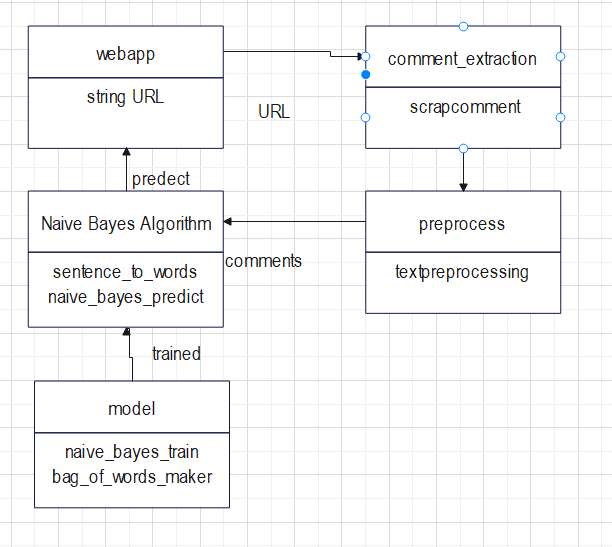 webapp
string URL
comment_extraction
scrapcomment
URL
predect
Naive Bayes Algorithm
sentence_to_words
naive_bayes_predict
preprocess
textpreprocessing
comments
trained
model
naive_bayes_train
bag_of_words_maker